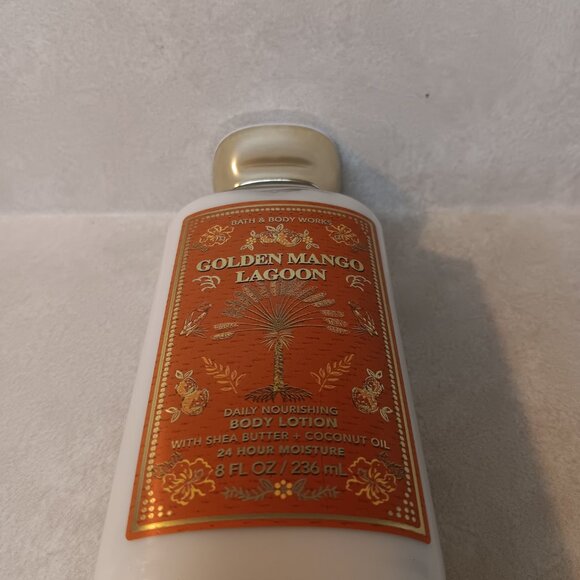 BATH & BODY WORKS
GOLDEN MANGO
LAGOON
DAILY NOURISHING
BODY LOTION
WITH SHEA BUTTER + COCONUT OIL
24 HOUR MOISTURE
8 FL OZ / 236 mL